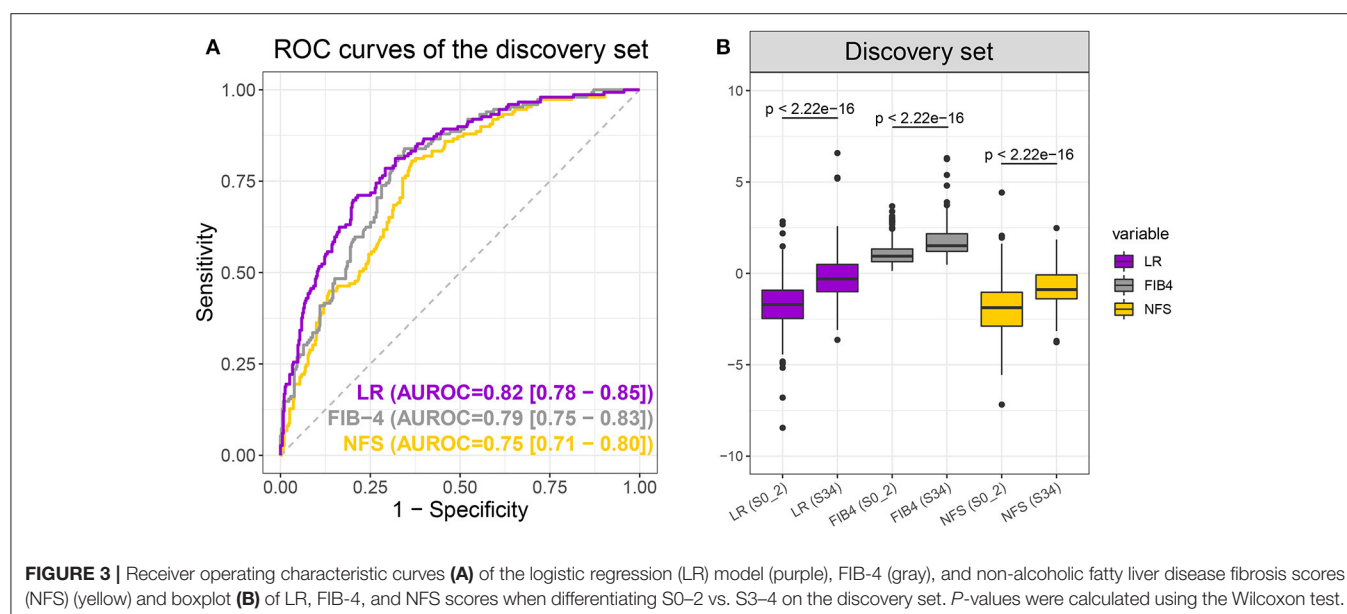 A
ROC curves of the discovery set
1.00
0.75
0.50
0.25
0.00
Sensitivity
LR (AUROC=0.82 [0.78 − 0.85])
FIB−4 (AUROC=0.79 [0.75 − 0.83])
NFS (AUROC=0.75 [0.71 − 0.80])
0.00 0.25 0.50 0.75 1.00
1 − Specificity
B
Discovery set
10
5
0
−5
−10
p < 2.22e−16
p < 2.22e−16
p < 2.22e−16
LR (S0_2)
LR (S34)
FIB4 (S0_2)
FIB4 (S34)
NFS (S0_2)
NFS (S34)
variable
LR
FIB4
NFS
FIGURE 3 | Receiver operating characteristic curves (A) of the logistic regression (LR) model (purple), FIB-4 (gray), and non-alcoholic fatty liver disease fibrosis scores
(NFS) (yellow) and boxplot (B) of LR, FIB-4, and NFS scores when differentiating S0–2 vs. S3–4 on the discovery set. P-values were calculated using the Wilcoxon test.